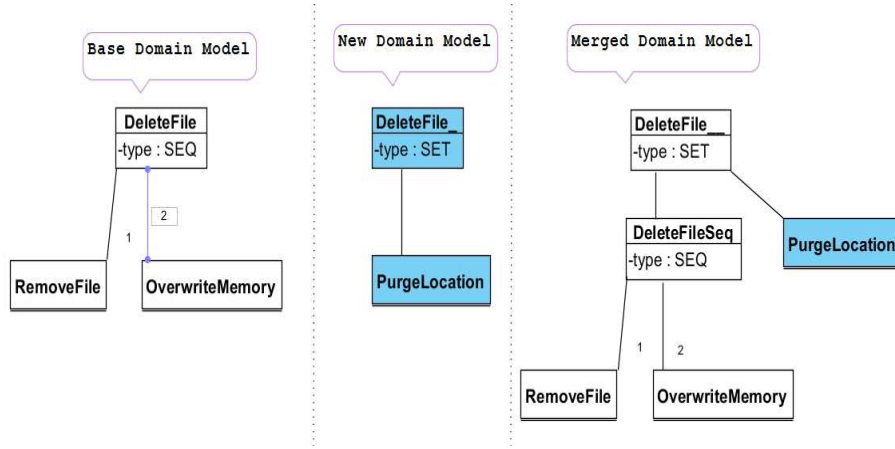 Base Domain Model
DeleteFile
-type : SEQ
1
2
RemoveFile
OverwriteMemory
New Domain Model
DeleteFile_
-type : SET
PurgeLocation
Merged Domain Model
DeleteFile__
-type : SET
PurgeLocation
DeleteFileSeq
-type : SEQ
1
2
RemoveFile
OverwriteMemory